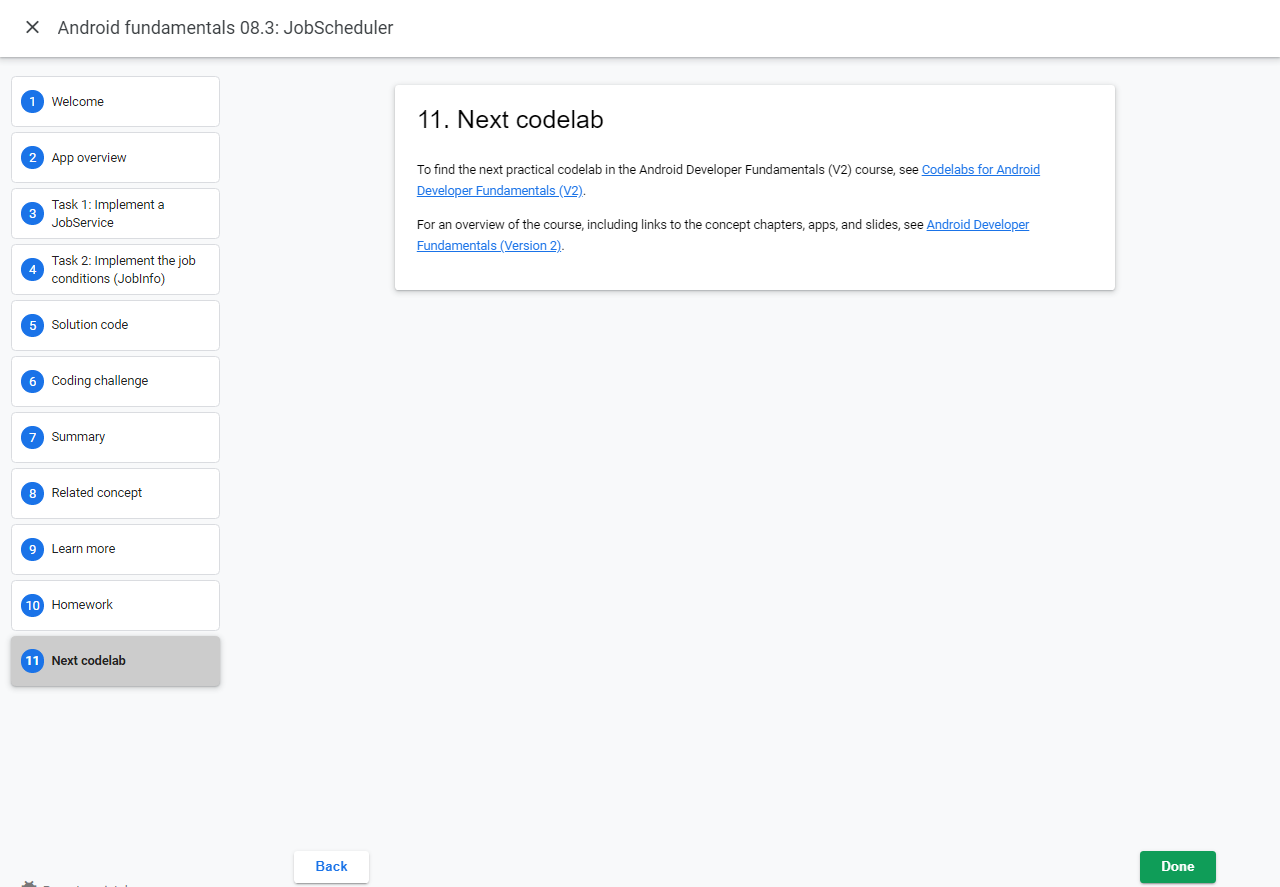 Android fundamentals 08.3: JobScheduler
1 Welcome
2 App overview
3 Task 1: Implement a
JobService
4 Task 2: Implement the job
conditions (JobInfo)
5 Solution code
6 Coding challenge
7 Summary
8 Related concept
9 Learn more
10 Homework
11 Next codelab
11. Next codelab
To find the next practical codelab in the Android Developer Fundamentals (V2) course, see Codelabs for Android
Developer Fundamentals (V2).
For an overview of the course, including links to the concept chapters, apps, and slides, see Android Developer
Fundamentals (Version 2).
Back
Done